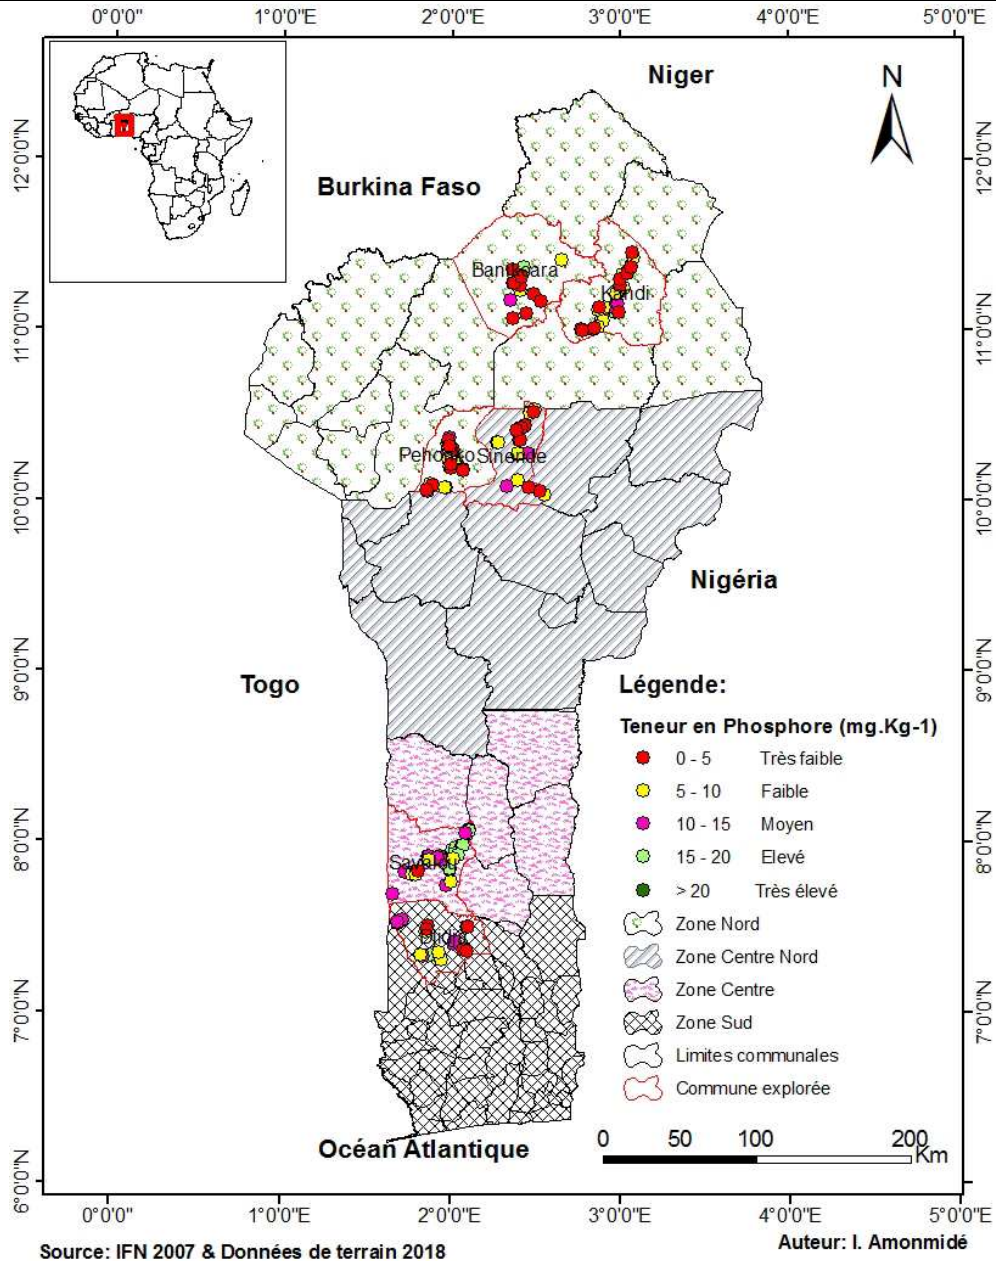 0°0'0" 1°0'0"E 2°0'0"E 3°0'0"E 4°0'0"E 5°0'0"E
Niger
N
12°0'0"N
12°0'0"N
Burkina Faso
Banikoara
Kandi
11°0'0"N
11°0'0"N
Pehonko
Sinende
10°0'0"N
10°0'0"N
Nigéria
9°0'0"N
9°0'0"N
Togo
Légende:
Teneur en Phosphore (mg.Kg-1)
0 - 5 Très faible
5 - 10 Faible
10 - 15 Moyen
15 - 20 Elevé
> 20 Très élevé
Zone Nord
Zone Centre Nord
Zone Centre
Zone Sud
Limites communales
Commune explorée
8°0'0"N
8°0'0"N
Savalou
Djidja
7°0'0"N
7°0'0"N
Océan Atlantique
0 50 100 200
Km
6°0'0"N
6°0'0"N
0°0'0" 1°0'0"E 2°0'0"E 3°0'0"E 4°0'0"E 5°0'0"E
Source: IFN 2007 & Données de terrain 2018
Auteur: I. Amonmidé